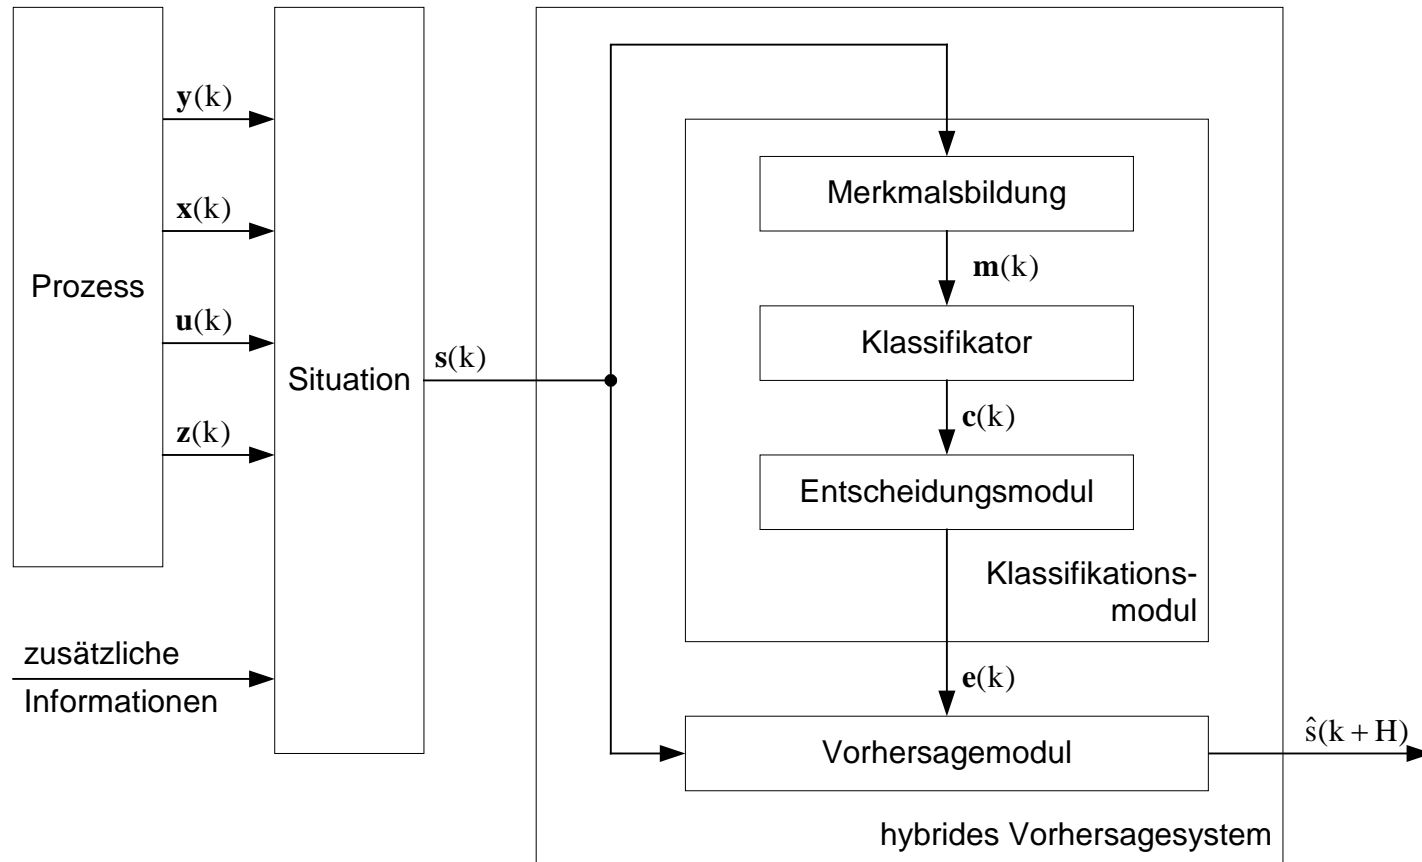 Prozess
y(k)
x(k)
u(k)
z(k)
zusätzliche
Informationen
Situation
s(k)
Merkmalsbildung
m(k)
Klassifikator
c(k)
Entscheidungsmodul
Klassifikations-
modul
e(k)
Vorhersagemodul
ŝ(k + H)
hybrides Vorhersagesystem